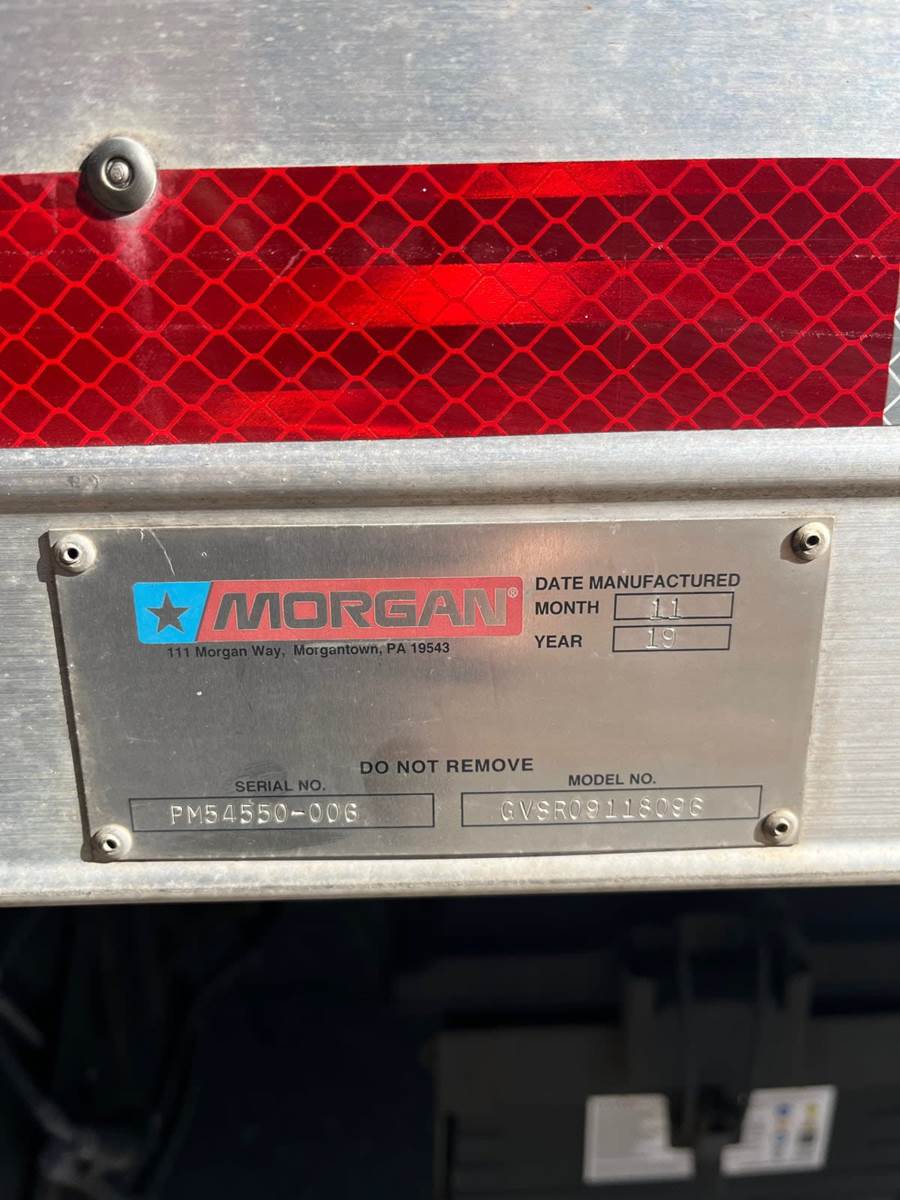 MORGAN®
111 Morgan Way, Morgantown, PA 19543
DATE MANUFACTURED
MONTH 11
YEAR 19
DO NOT REMOVE
SERIAL NO.
PM54550-006
MODEL NO.
GVSR09118096